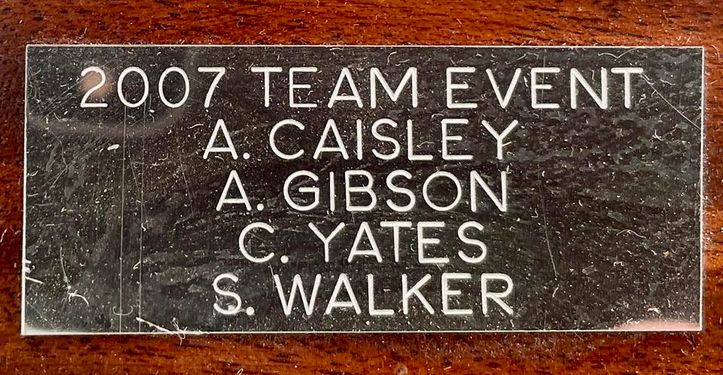 2007 TEAM EVENT
A. CAISLEY
A. GIBSON
C. YATES
S. WALKER